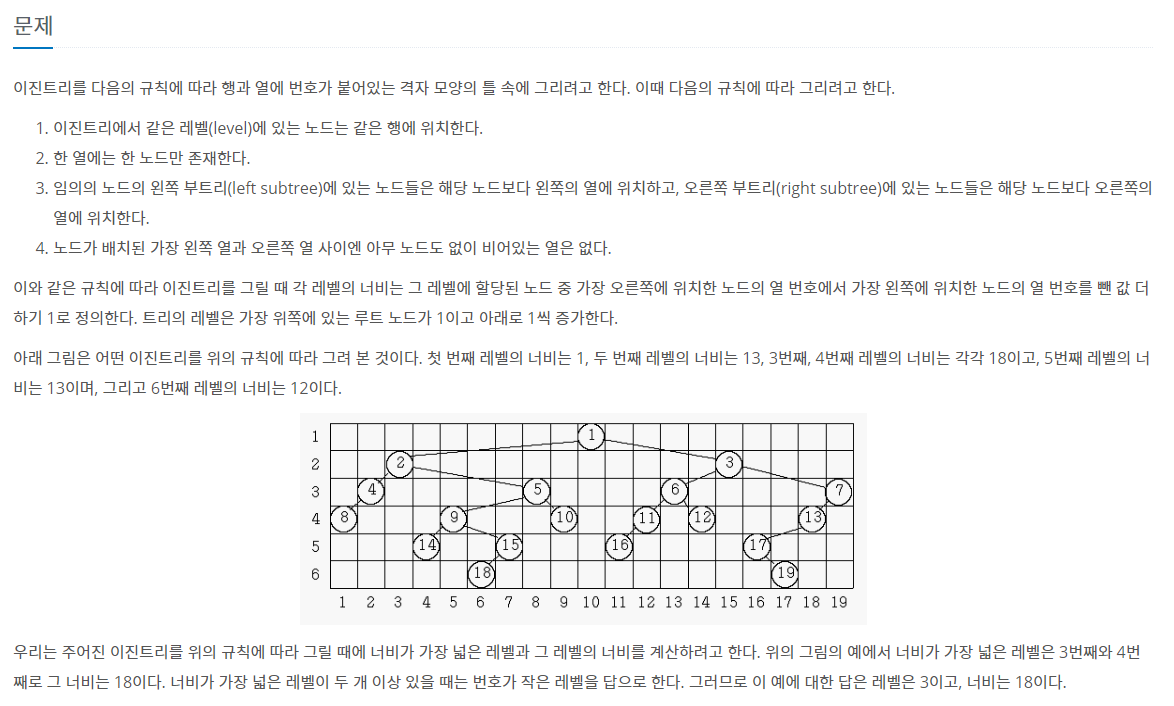 문제
이진트리를 다음의 규칙에 따라 행과 열에 번호가 붙어있는 격자 모양의 틀 속에 그리려고 한다. 이때 다음의 규칙에 따라 그리려고 한다.
1. 이진트리에서 같은 레벨(level)에 있는 노드는 같은 행에 위치한다.
2. 한 열에는 한 노드만 존재한다.
3. 임의의 노드의 왼쪽 부트리(left subtree)에 있는 노드들은 해당 노드보다 왼쪽의 열에 위치하고, 오른쪽 부트리(right subtree)에 있는 노드들은 해당 노드보다 오른쪽의
열에 위치한다.
4. 노드가 배치된 가장 왼쪽 열과 오른쪽 열 사이엔 아무 노드도 없이 비어있는 열은 없다.
이와 같은 규칙에 따라 이진트리를 그릴 때 각 레벨의 너비는 그 레벨에 할당된 노드 중 가장 오른쪽에 위치한 노드의 열 번호에서 가장 왼쪽에 위치한 노드의 열 번호를 뺀 값 더
하기 1로 정의한다. 트리의 레벨은 가장 위쪽에 있는 루트 노드가 1이고 아래로 1씩 증가한다.
아래 그림은 어떤 이진트리를 위의 규칙에 따라 그려 본 것이다. 첫 번째 레벨의 너비는 1, 두 번째 레벨의 너비는 13, 3번째, 4번째 레벨의 너비는 각각 18이고, 5번째 레벨의 너
비는 13이며, 그리고 6번째 레벨의 너비는 12이다.
1 1
2 2 3
3 4 5 6 7
4 8 9 10 11 12 13
5 14 15 16 17
6 18 19
1 2 3 4 5 6 7 8 9 10 11 12 13 14 15 16 17 18 19
우리는 주어진 이진트리를 위의 규칙에 따라 그릴 때에 너비가 가장 넓은 레벨과 그 레벨의 너비를 계산하려고 한다. 위의 그림의 예에서 너비가 가장 넓은 레벨은 3번째와 4번
째로 그 너비는 18이다. 너비가 가장 넓은 레벨이 두 개 이상 있을 때는 번호가 작은 레벨을 답으로 한다. 그러므로 이 예에 대한 답은 레벨은 3이고, 너비는 18이다.